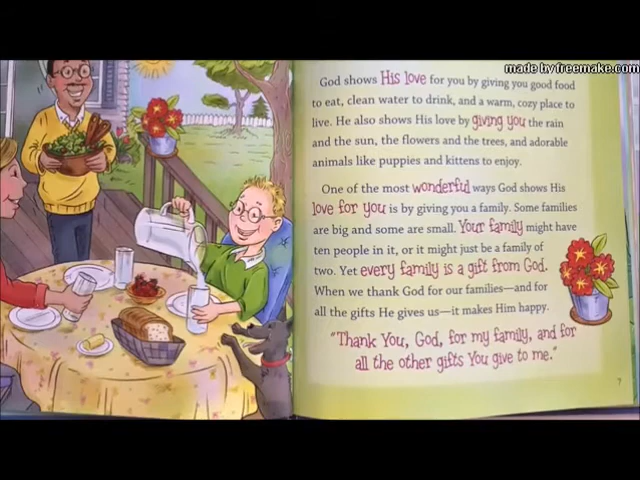 made by freemake.com
God shows His love for you by giving you good food
to eat, clean water to drink, and a warm, cozy place to
live. He also shows His love by giving you the rain
and the sun, the flowers and the trees, and adorable
animals like puppies and kittens to enjoy.
One of the most wonderful ways God shows His
love for you is by giving you a family. Some families
are big and some are small. Your family might have
ten people in it, or it might just be a family of
two. Yet every family is a gift from God.
When we thank God for our families—and for
all the gifts He gives us—it makes Him happy.
"Thank You, God, for my family, and for
all the other gifts You give to me."
7